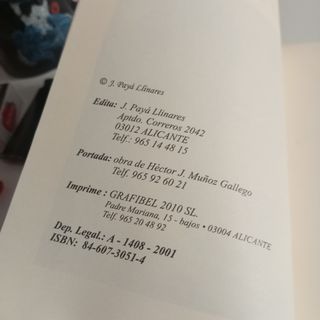 © J. Payá Llinares
Edita: J. Payá Llinares
Aptdo. Correros 2042
03012 ALICANTE
Telf.: 965 14 48 15
Portada: obra de Héctor J. Muñoz Gallego
Telf. 965 92 60 21
Imprime : GRAFIBEL 2010 SL.
Padre Mariana, 15 - bajos • 03004 ALICANTE
Telf. 965 20 48 92
Dep. Legal.: A - 1408 - 2001
ISBN: 84-607-3051-4